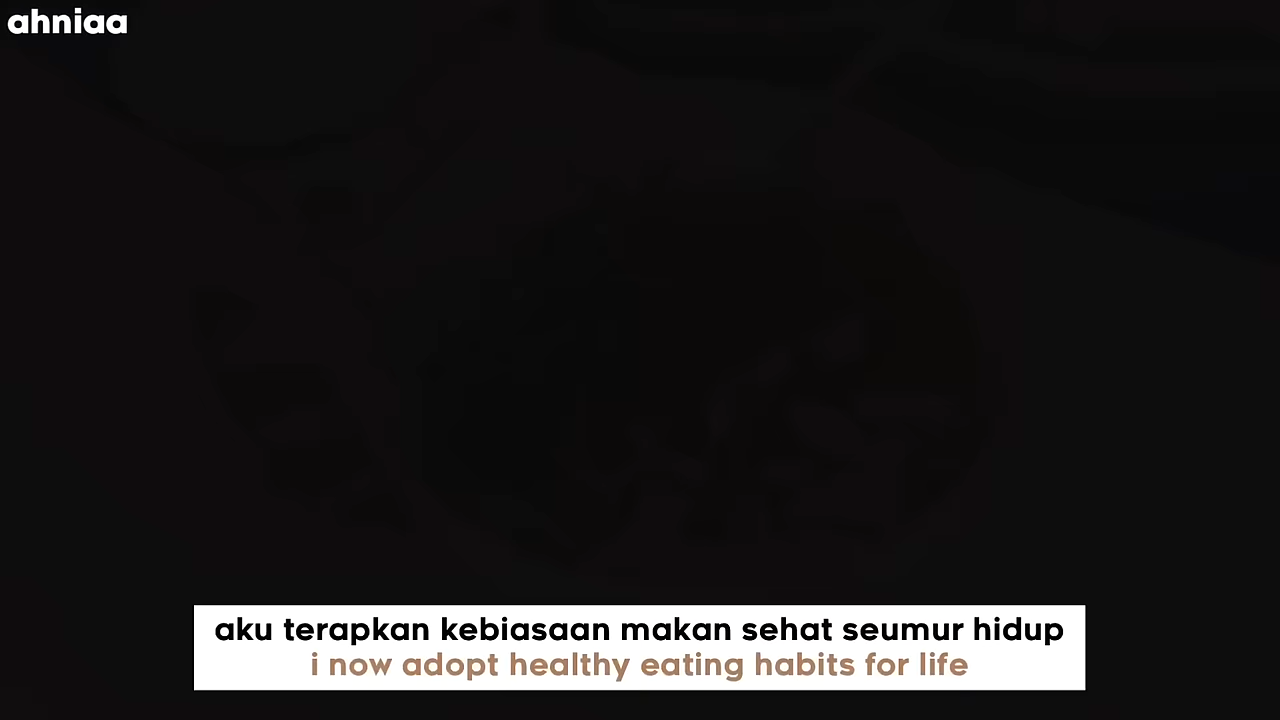 ahniaa
aku terapkan kebiasaan makan sehat seumur hidup
i now adopt healthy eating habits for life